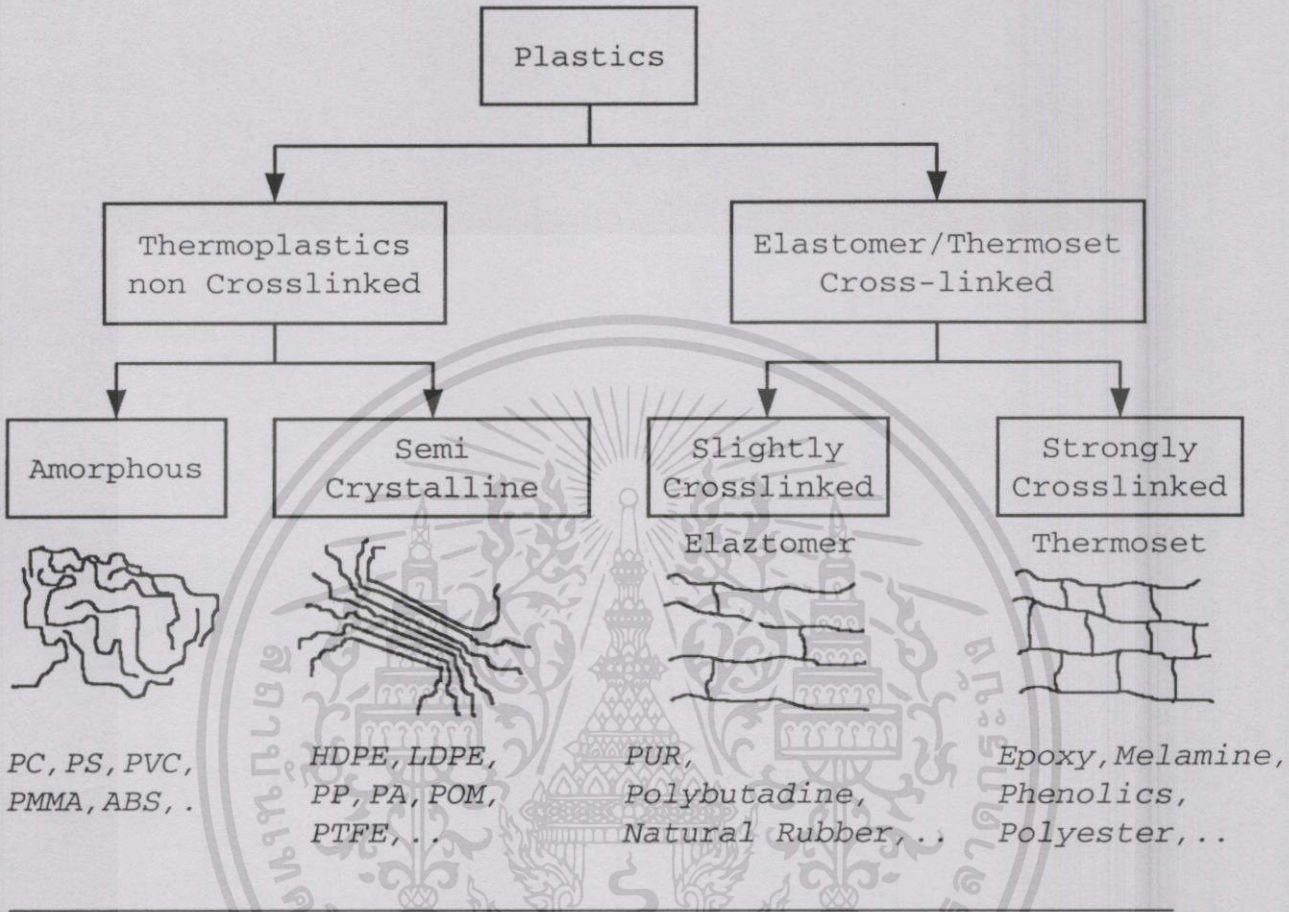 Plastics
Thermoplastics
non Crosslinked
Elastomer/Thermoset
Cross-linked
Amorphous
Semi
Crystalline
Slightly
Crosslinked
Strongly
Crosslinked
Elaztomer
Thermoset
PC, PS, PVC,
PMMA, ABS, .
HDPE, LDPE,
PP, PA, POM,
PTFE, ..
PUR,
Polybutadine,
Natural Rubber, ..
Epoxy, Melamine,
Phenolics,
Polyester, ..